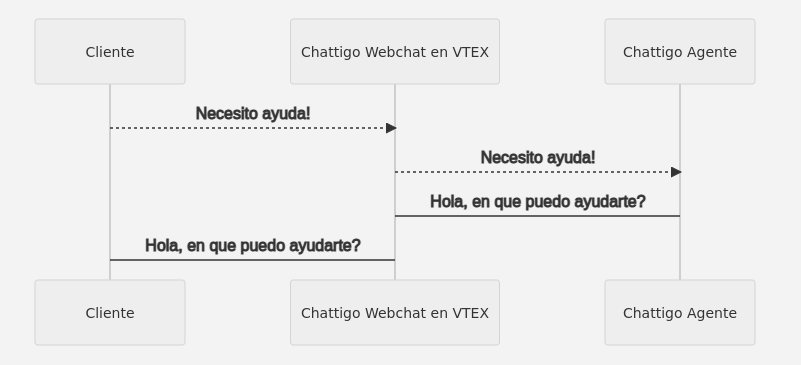 Cliente
Chattigo Webchat en VTEX
Chattigo Agente
Necesito ayuda!
Necesito ayuda!
Hola, en que puedo ayudarte?
Hola, en que puedo ayudarte?
Cliente
Chattigo Webchat en VTEX
Chattigo Agente